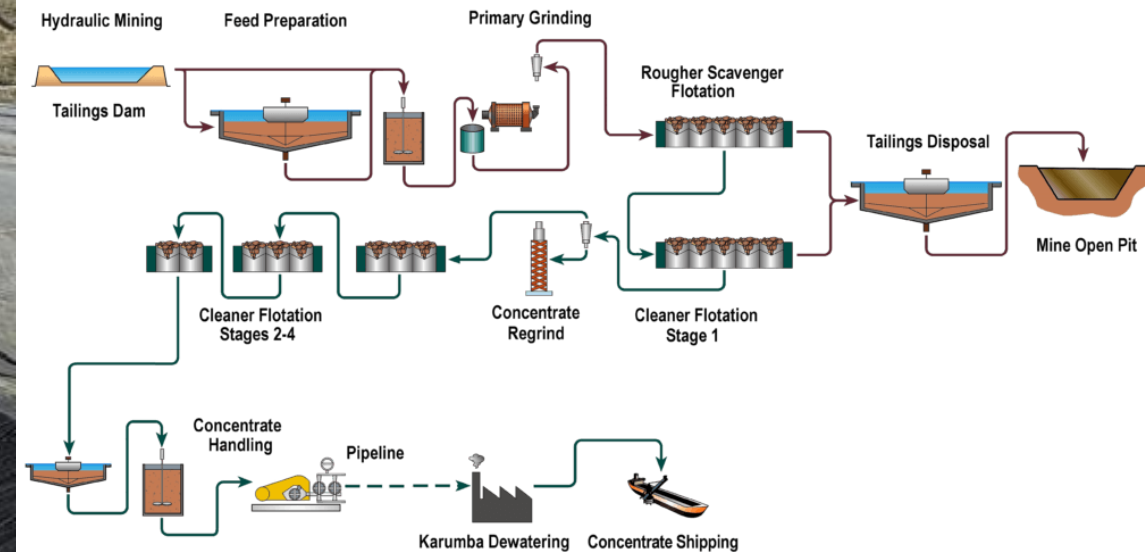 Hydraulic Mining
Feed Preparation
Primary Grinding
Tailings Dam
Rougher Scavenger
Flotation
Tailings Disposal
Mine Open Pit
Cleaner Flotation
Stages 2-4
Concentrate
Regrind
Cleaner Flotation
Stage 1
Concentrate
Handling
Pipeline
Karumba Dewatering
Concentrate Shipping